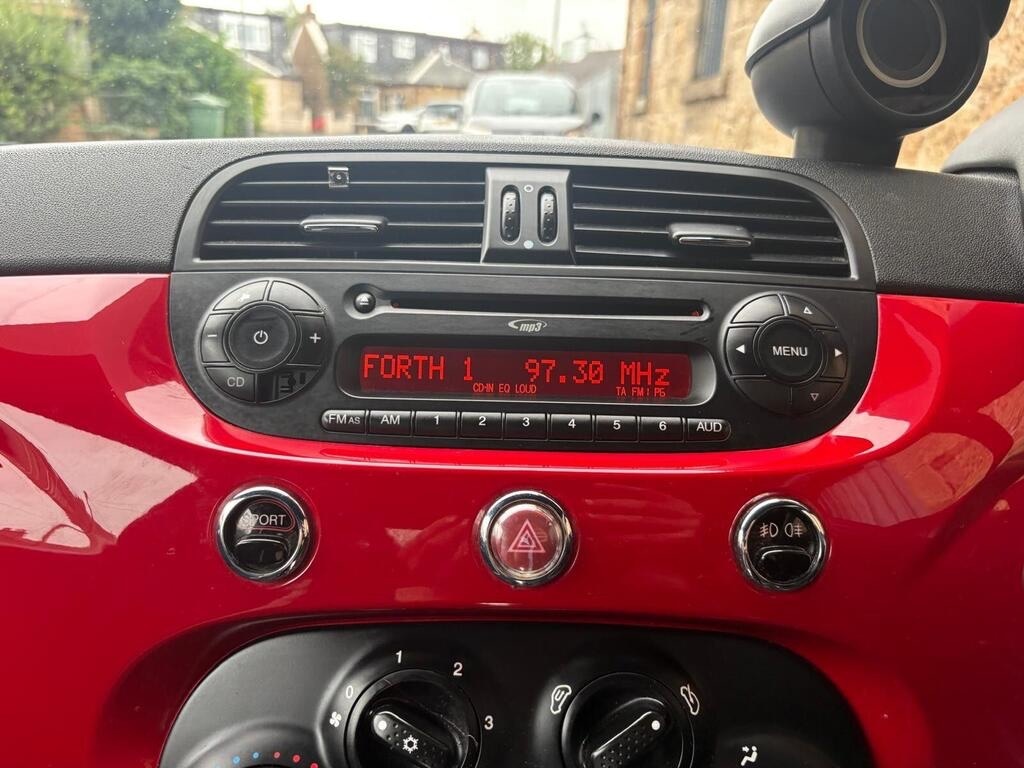 mp3
FORTH 1 97.30 MHz
CD-IN EQ LOUD TA FM1 P6
− + MENU
CD
FM AS AM 1 2 3 4 5 6 AUD
SPORT
0 1 2 3